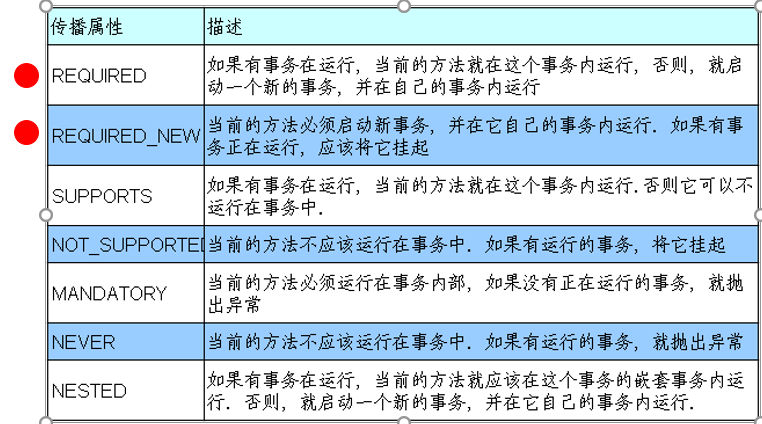 传播属性 描述
REQUIRED
如果有事务在运行, 当前的方法就在这个事务内运行, 否则, 就启
动一个新的事务, 并在自己的事务内运行
REQUIRED_NEW
当前的方法必须启动新事务, 并在它自己的事务内运行. 如果有事
务正在运行, 应该将它挂起
SUPPORTS
如果有事务在运行, 当前的方法就在这个事务内运行. 否则它可以不
运行在事务中.
NOT_SUPPORTED 当前的方法不应该运行在事务中. 如果有运行的事务, 将它挂起
MANDATORY
当前的方法必须运行在事务内部, 如果没有正在运行的事务, 就抛
出异常
NEVER 当前的方法不应该运行在事务中. 如果有运行的事务, 就抛出异常
NESTED
如果有事务在运行, 当前的方法就应该在这个事务的嵌套事务内运
行. 否则, 就启动一个新的事务, 并在它自己的事务内运行.